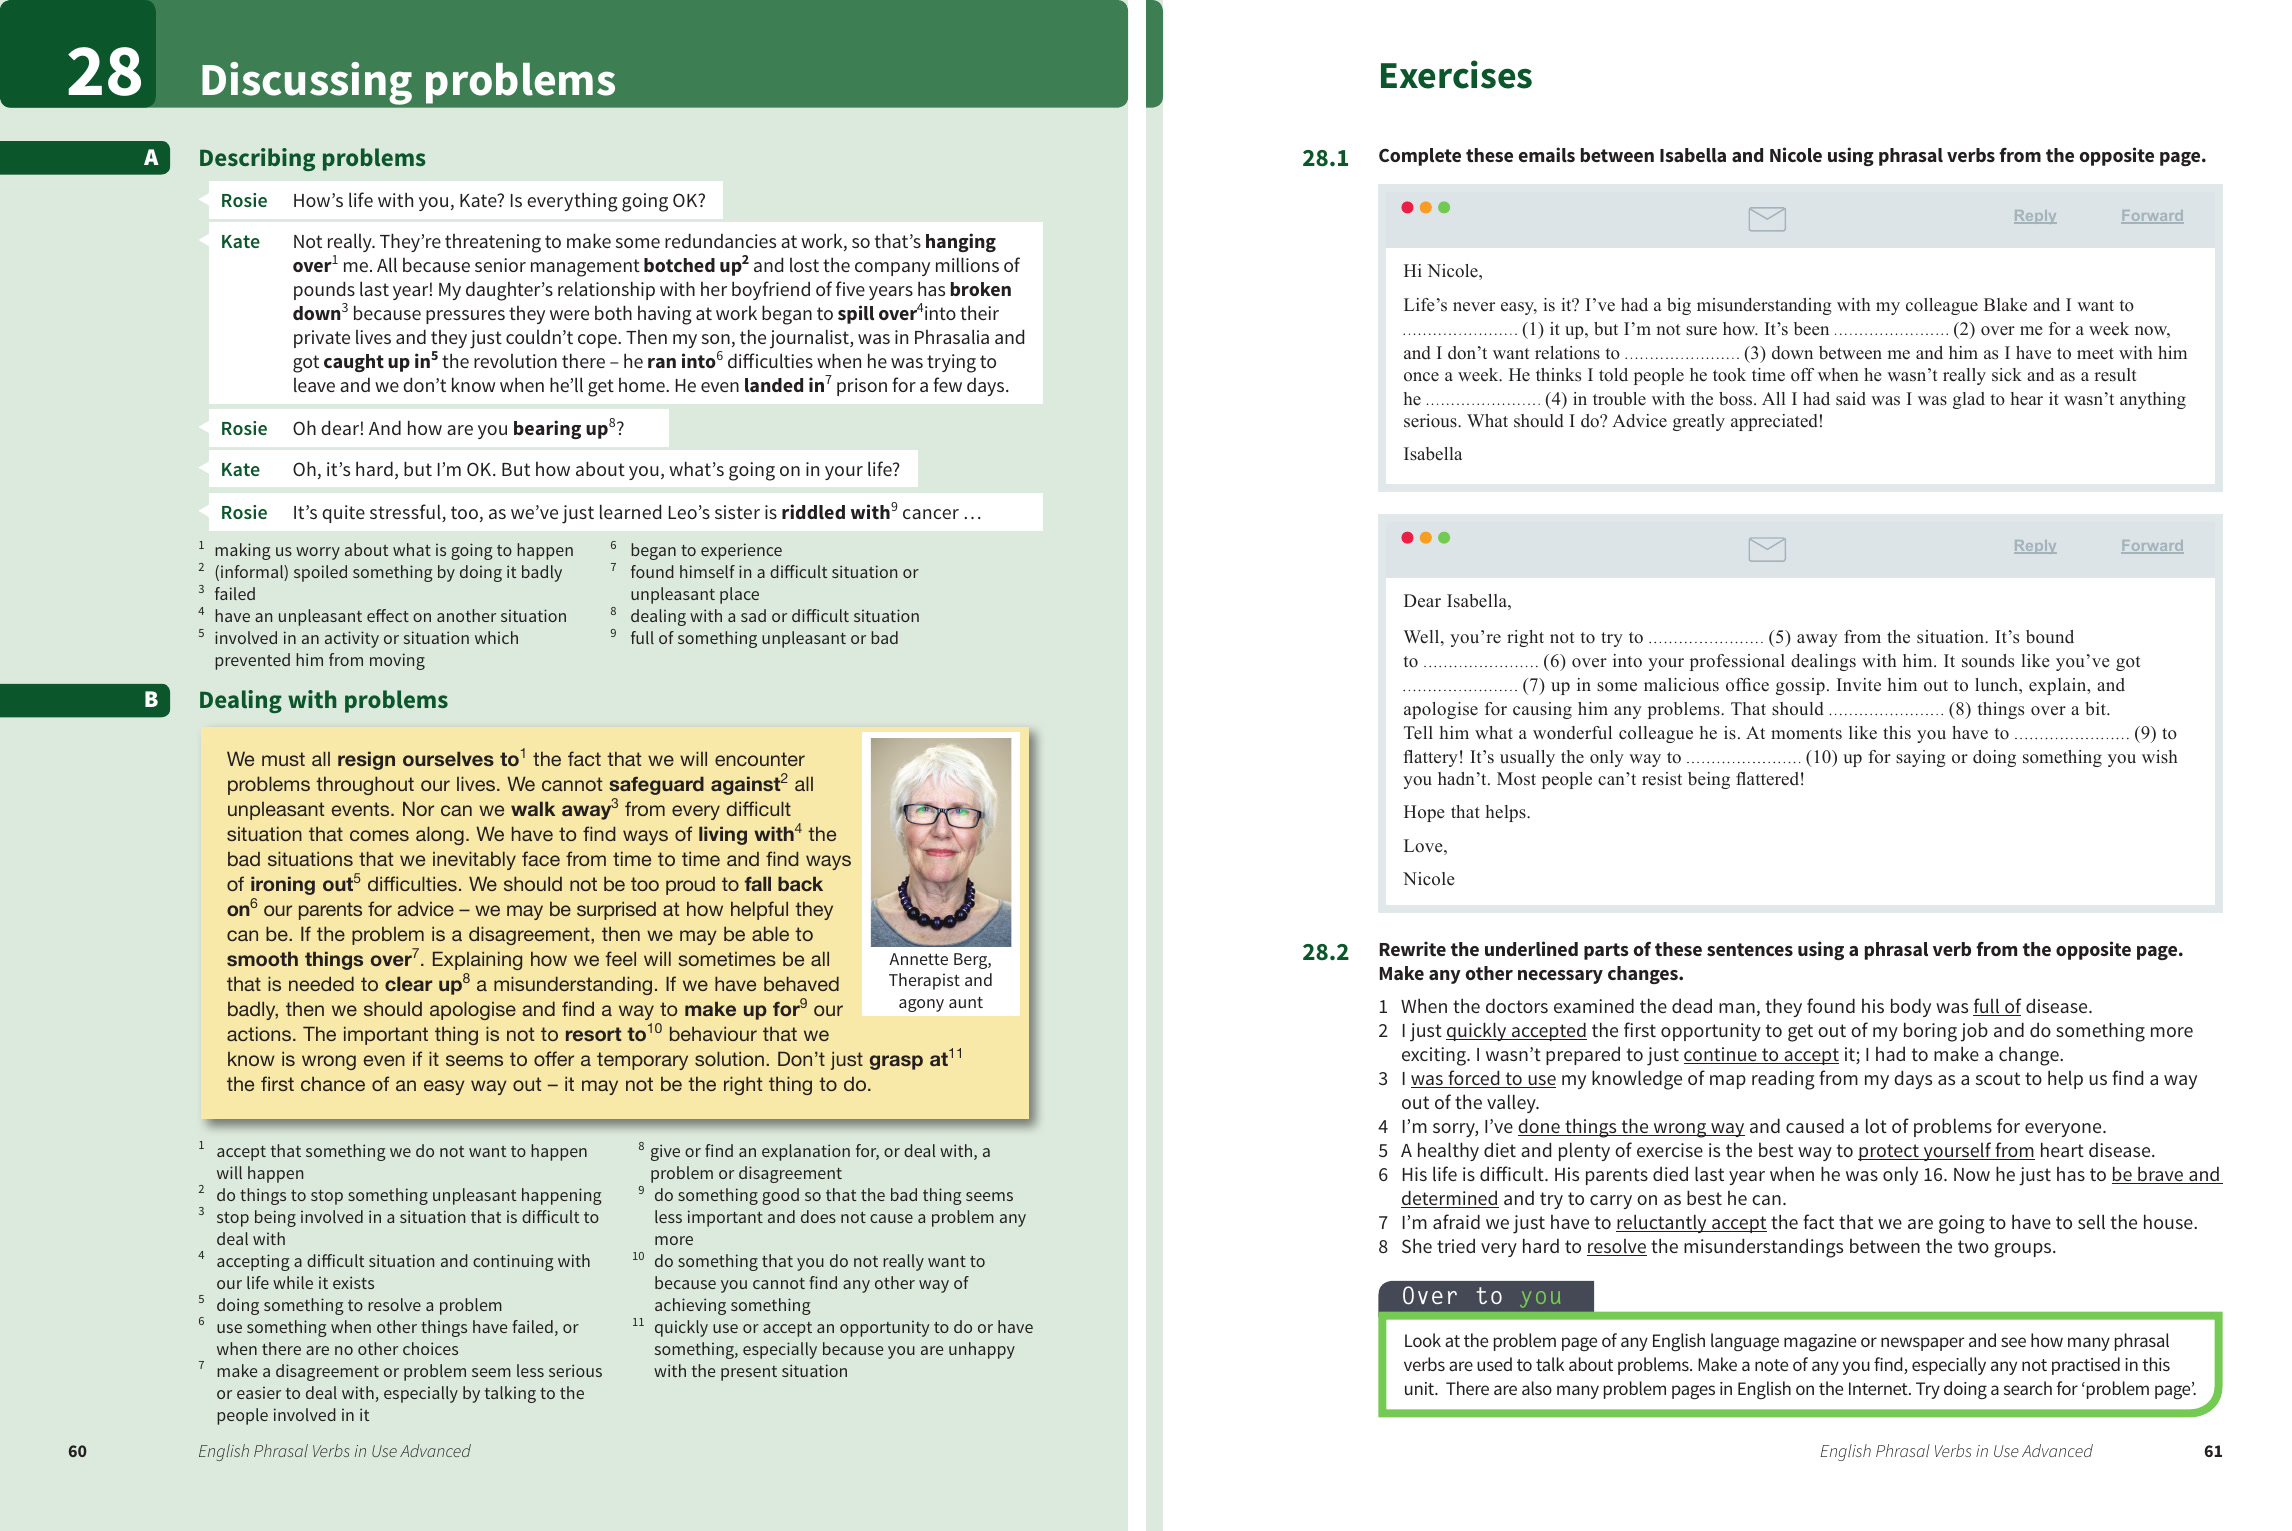 28
Discussing problems
A
Describing problems
Rosie How's life with you, Kate? Is everything going OK?
Kate Not really. They're threatening to make some redundancies at work, so that's hanging
over1 me. All because senior management botched up2 and lost the company millions of
pounds last year! My daughter's relationship with her boyfriend of five years has broken
down3 because pressures they were both having at work began to spill over4into their
private lives and they just couldn't cope. Then my son, the journalist, was in Phrasalia and
got caught up in5 the revolution there – he ran into6 difficulties when he was trying to
leave and we don't know when he'll get home. He even landed in7 prison for a few days.
Rosie Oh dear! And how are you bearing up8?
Kate Oh, it's hard, but I'm OK. But how about you, what's going on in your life?
Rosie It's quite stressful, too, as we've just learned Leo's sister is riddled with9 cancer …
1 making us worry about what is going to happen
2 (informal) spoiled something by doing it badly
3 failed
4 have an unpleasant effect on another situation
5 involved in an activity or situation which
prevented him from moving
6 began to experience
7 found himself in a difficult situation or
unpleasant place
8 dealing with a sad or difficult situation
9 full of something unpleasant or bad
B
Dealing with problems
We must all resign ourselves to1 the fact that we will encounter
problems throughout our lives. We cannot safeguard against2 all
unpleasant events. Nor can we walk away3 from every difficult
situation that comes along. We have to find ways of living with4 the
bad situations that we inevitably face from time to time and find ways
of ironing out5 difficulties. We should not be too proud to fall back
on6 our parents for advice – we may be surprised at how helpful they
can be. If the problem is a disagreement, then we may be able to
smooth things over7. Explaining how we feel will sometimes be all
that is needed to clear up8 a misunderstanding. If we have behaved
badly, then we should apologise and find a way to make up for9 our
actions. The important thing is not to resort to10 behaviour that we
know is wrong even if it seems to offer a temporary solution. Don't just grasp at11
the first chance of an easy way out – it may not be the right thing to do.
Annette Berg,
Therapist and
agony aunt
1 accept that something we do not want to happen
will happen
2 do things to stop something unpleasant happening
3 stop being involved in a situation that is difficult to
deal with
4 accepting a difficult situation and continuing with
our life while it exists
5 doing something to resolve a problem
6 use something when other things have failed, or
when there are no other choices
7 make a disagreement or problem seem less serious
or easier to deal with, especially by talking to the
people involved in it
8 give or find an explanation for, or deal with, a
problem or disagreement
9 do something good so that the bad thing seems
less important and does not cause a problem any
more
10 do something that you do not really want to
because you cannot find any other way of
achieving something
11 quickly use or accept an opportunity to do or have
something, especially because you are unhappy
with the present situation
60
English Phrasal Verbs in Use Advanced
Exercises
28.1 Complete these emails between Isabella and Nicole using phrasal verbs from the opposite page.
Reply Forward
Hi Nicole,
Life's never easy, is it? I've had a big misunderstanding with my colleague Blake and I want to
....................... (1) it up, but I'm not sure how. It's been ....................... (2) over me for a week now,
and I don't want relations to ....................... (3) down between me and him as I have to meet with him
once a week. He thinks I told people he took time off when he wasn't really sick and as a result
he ....................... (4) in trouble with the boss. All I had said was I was glad to hear it wasn't anything
serious. What should I do? Advice greatly appreciated!
Isabella
Reply Forward
Dear Isabella,
Well, you're right not to try to ....................... (5) away from the situation. It's bound
to ....................... (6) over into your professional dealings with him. It sounds like you've got
....................... (7) up in some malicious office gossip. Invite him out to lunch, explain, and
apologise for causing him any problems. That should ....................... (8) things over a bit.
Tell him what a wonderful colleague he is. At moments like this you have to ....................... (9) to
flattery! It's usually the only way to ....................... (10) up for saying or doing something you wish
you hadn't. Most people can't resist being flattered!
Hope that helps.
Love,
Nicole
28.2 Rewrite the underlined parts of these sentences using a phrasal verb from the opposite page.
Make any other necessary changes.
1 When the doctors examined the dead man, they found his body was full of disease.
2 I just quickly accepted the first opportunity to get out of my boring job and do something more
exciting. I wasn't prepared to just continue to accept it; I had to make a change.
3 I was forced to use my knowledge of map reading from my days as a scout to help us find a way
out of the valley.
4 I'm sorry, I've done things the wrong way and caused a lot of problems for everyone.
5 A healthy diet and plenty of exercise is the best way to protect yourself from heart disease.
6 His life is difficult. His parents died last year when he was only 16. Now he just has to be brave and
determined and try to carry on as best he can.
7 I'm afraid we just have to reluctantly accept the fact that we are going to have to sell the house.
8 She tried very hard to resolve the misunderstandings between the two groups.
Over to you
Look at the problem page of any English language magazine or newspaper and see how many phrasal
verbs are used to talk about problems. Make a note of any you find, especially any not practised in this
unit. There are also many problem pages in English on the Internet. Try doing a search for 'problem page'.
English Phrasal Verbs in Use Advanced
61